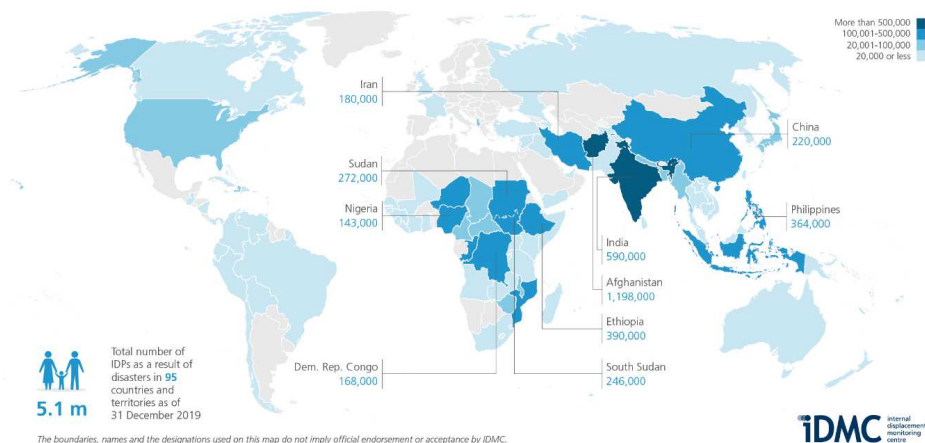 More than 500,000
100,001-500,000
20,001-100,000
20,000 or less
Iran
180,000
China
220,000
Sudan
272,000
Nigeria
143,000
Philippines
364,000
India
590,000
Afghanistan
1,198,000
Ethiopia
390,000
Dem. Rep. Congo
168,000
South Sudan
246,000
5.1 m
Total number of
IDPs as a result of
disasters in 95
countries and
territories as of
31 December 2019
The boundaries, names and the designations used on this map do not imply official endorsement or acceptance by IDMC.
iDMC
internal
displacement
monitoring
centre